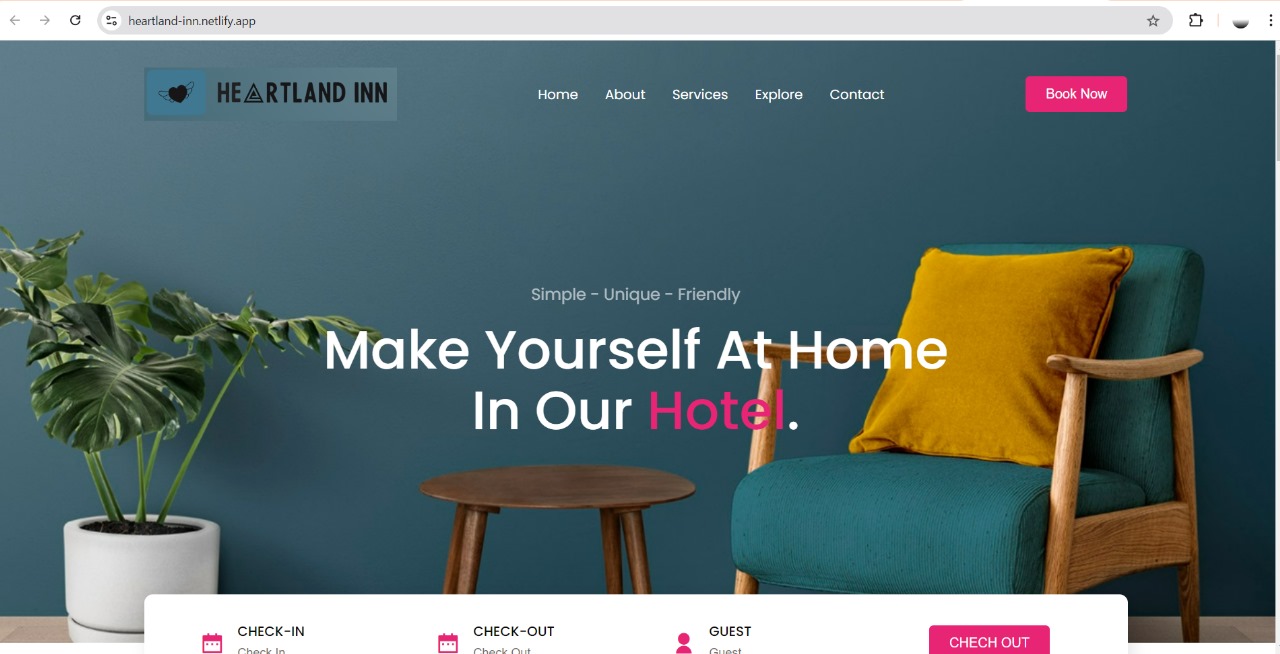 heartland-inn.netlify.app
HEARTLAND INN
Home About Services Explore Contact
Book Now
Simple - Unique - Friendly
Make Yourself At Home
In Our Hotel.
CHECK-IN CHECK-OUT GUEST
Check In Check Out Guest
CHECH OUT